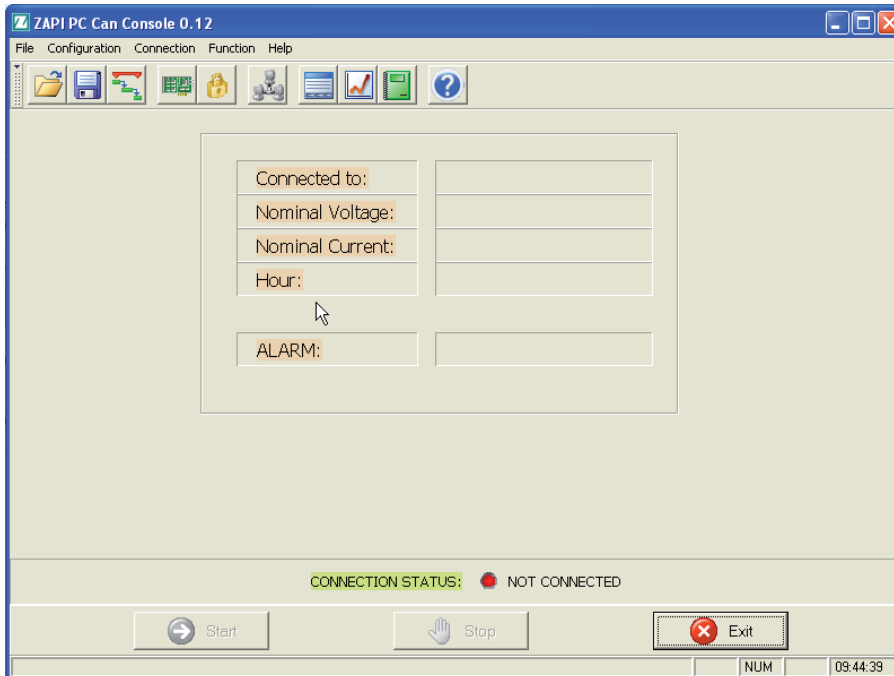 ZAPI PC Can Console 0.12
File Configuration Connection Function Help
Connected to:
Nominal Voltage:
Nominal Current:
Hour:
ALARM:
CONNECTION STATUS: NOT CONNECTED
Start Stop Exit
NUM 09:44:39